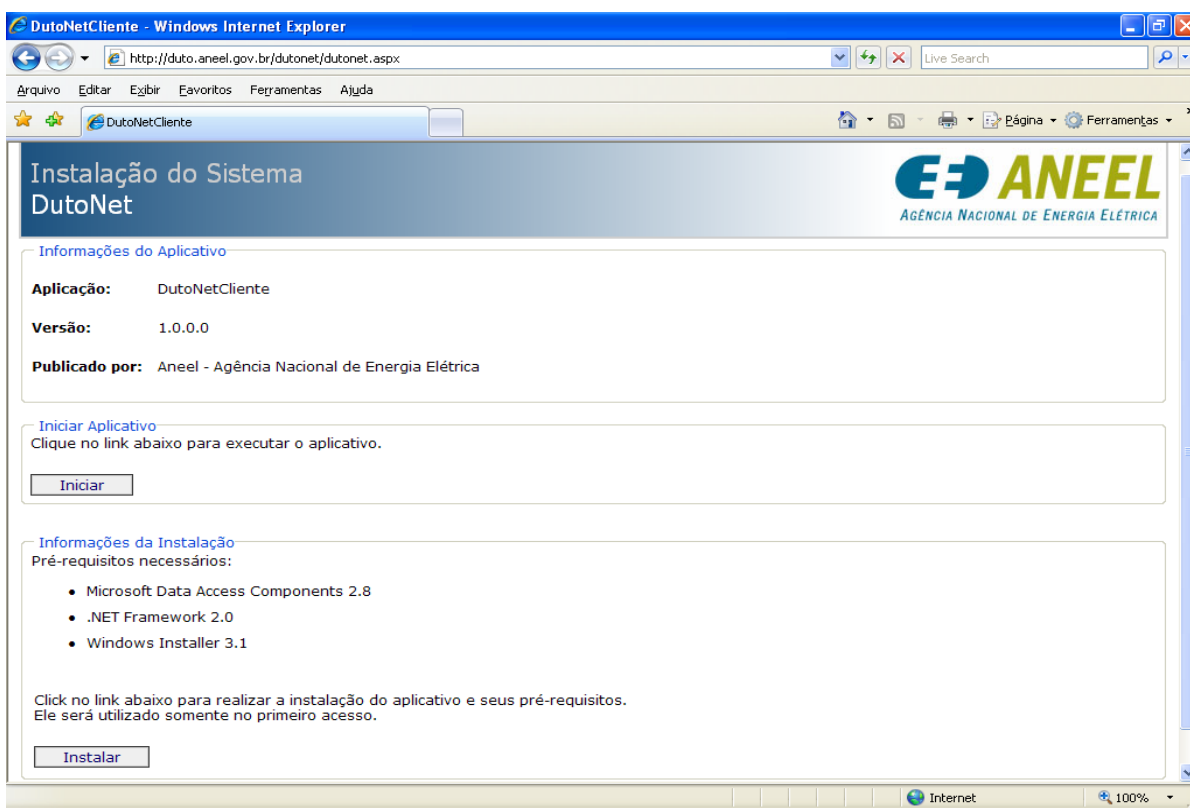 DutoNetCliente - Windows Internet Explorer
http://duto.aneel.gov.br/dutonet/dutonet.aspx
Live Search
Arquivo Editar Exibir Favoritos Ferramentas Ajuda
DutoNetCliente
Página
Ferramentas
Instalação do Sistema
DutoNet
ANEEL
AGÊNCIA NACIONAL DE ENERGIA ELÉTRICA
Informações do Aplicativo
Aplicação: DutoNetCliente
Versão: 1.0.0.0
Publicado por: Aneel - Agência Nacional de Energia Elétrica
Iniciar Aplicativo
Clique no link abaixo para executar o aplicativo.
Iniciar
Informações da Instalação
Pré-requisitos necessários:
• Microsoft Data Access Components 2.8
• .NET Framework 2.0
• Windows Installer 3.1
Click no link abaixo para realizar a instalação do aplicativo e seus pré-requisitos.
Ele será utilizado somente no primeiro acesso.
Instalar
Internet
100%